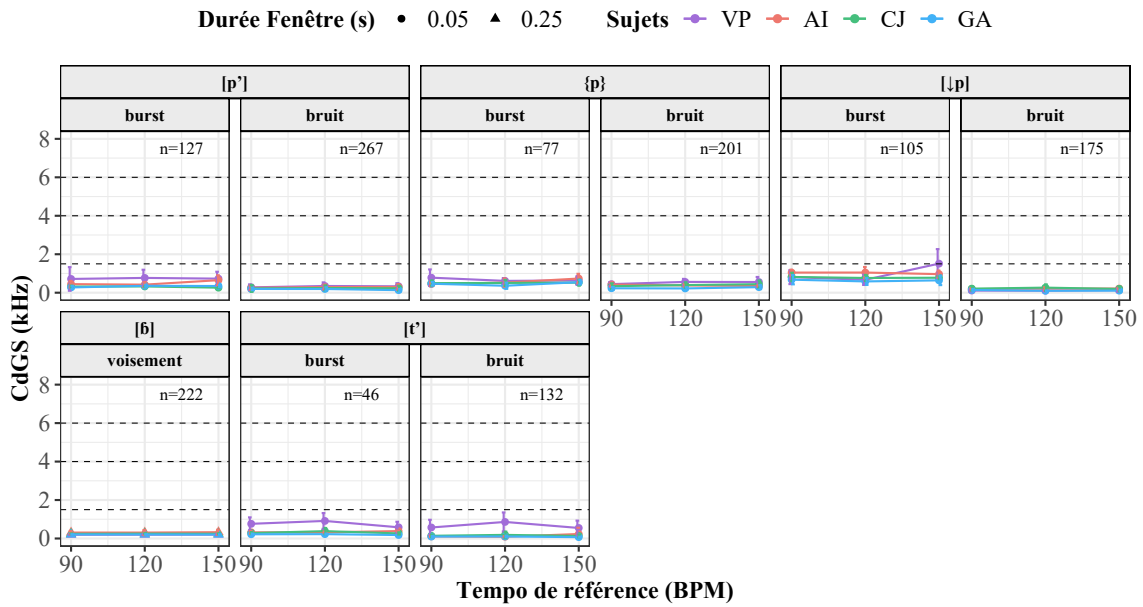 Durée Fenêtre (s) 0.05 0.25 Sujets VP AI CJ GA
[p’] {p} [↓p]
burst bruit burst bruit burst bruit
n=127 n=267 n=77 n=201 n=105 n=175
8
6
4
2
0
90 120 150 90 120 150 90 120 150
[ɓ] [t’]
voisement burst bruit
n=222 n=46 n=132
8
6
4
2
0
90 120 150 90 120 150 90 120 150
CdGS (kHz)
Tempo de référence (BPM)